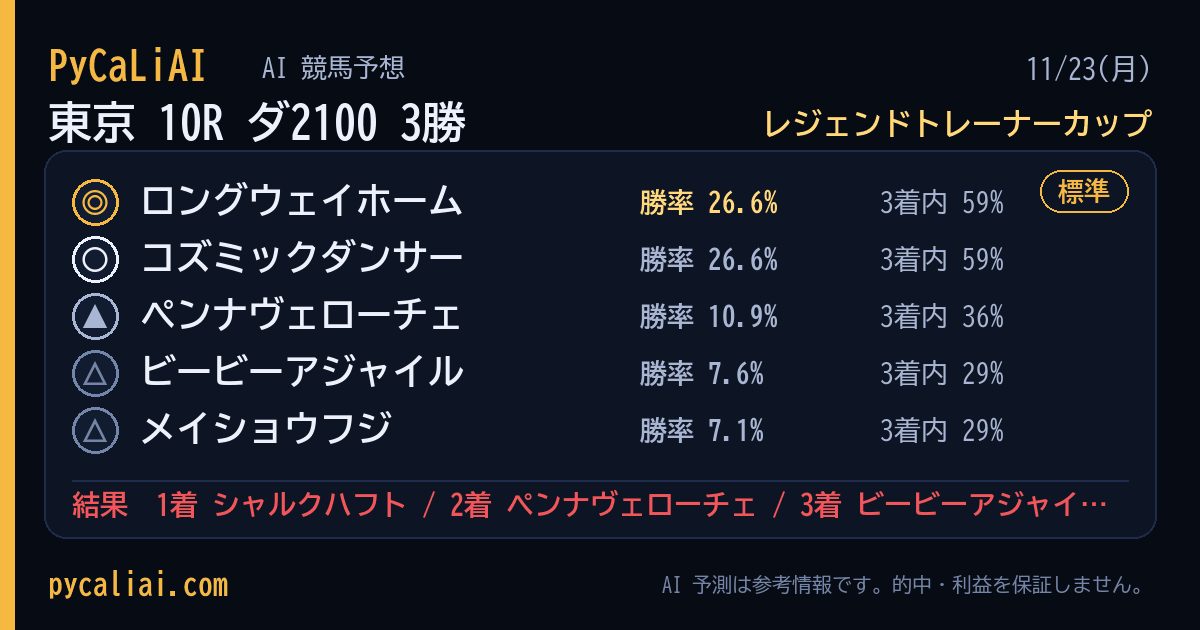 PyCaLiAI AI 競馬予想 11/23(月)
東京 10R ダ2100 3勝 レジェンドトレーナーカップ
◎ ロングウェイホーム 勝率 26.6% 3着内 59% 標準
○ コズミックダンサー 勝率 26.6% 3着内 59%
▲ ペンナヴェローチェ 勝率 10.9% 3着内 36%
△ ビービーアジャイル 勝率 7.6% 3着内 29%
△ メイショウフジ 勝率 7.1% 3着内 29%
結果 1着 シャルクハフト / 2着 ペンナヴェローチェ / 3着 ビービーアジャイ…
pycaliai.com AI 予測は参考情報です。的中・利益を保証しません。